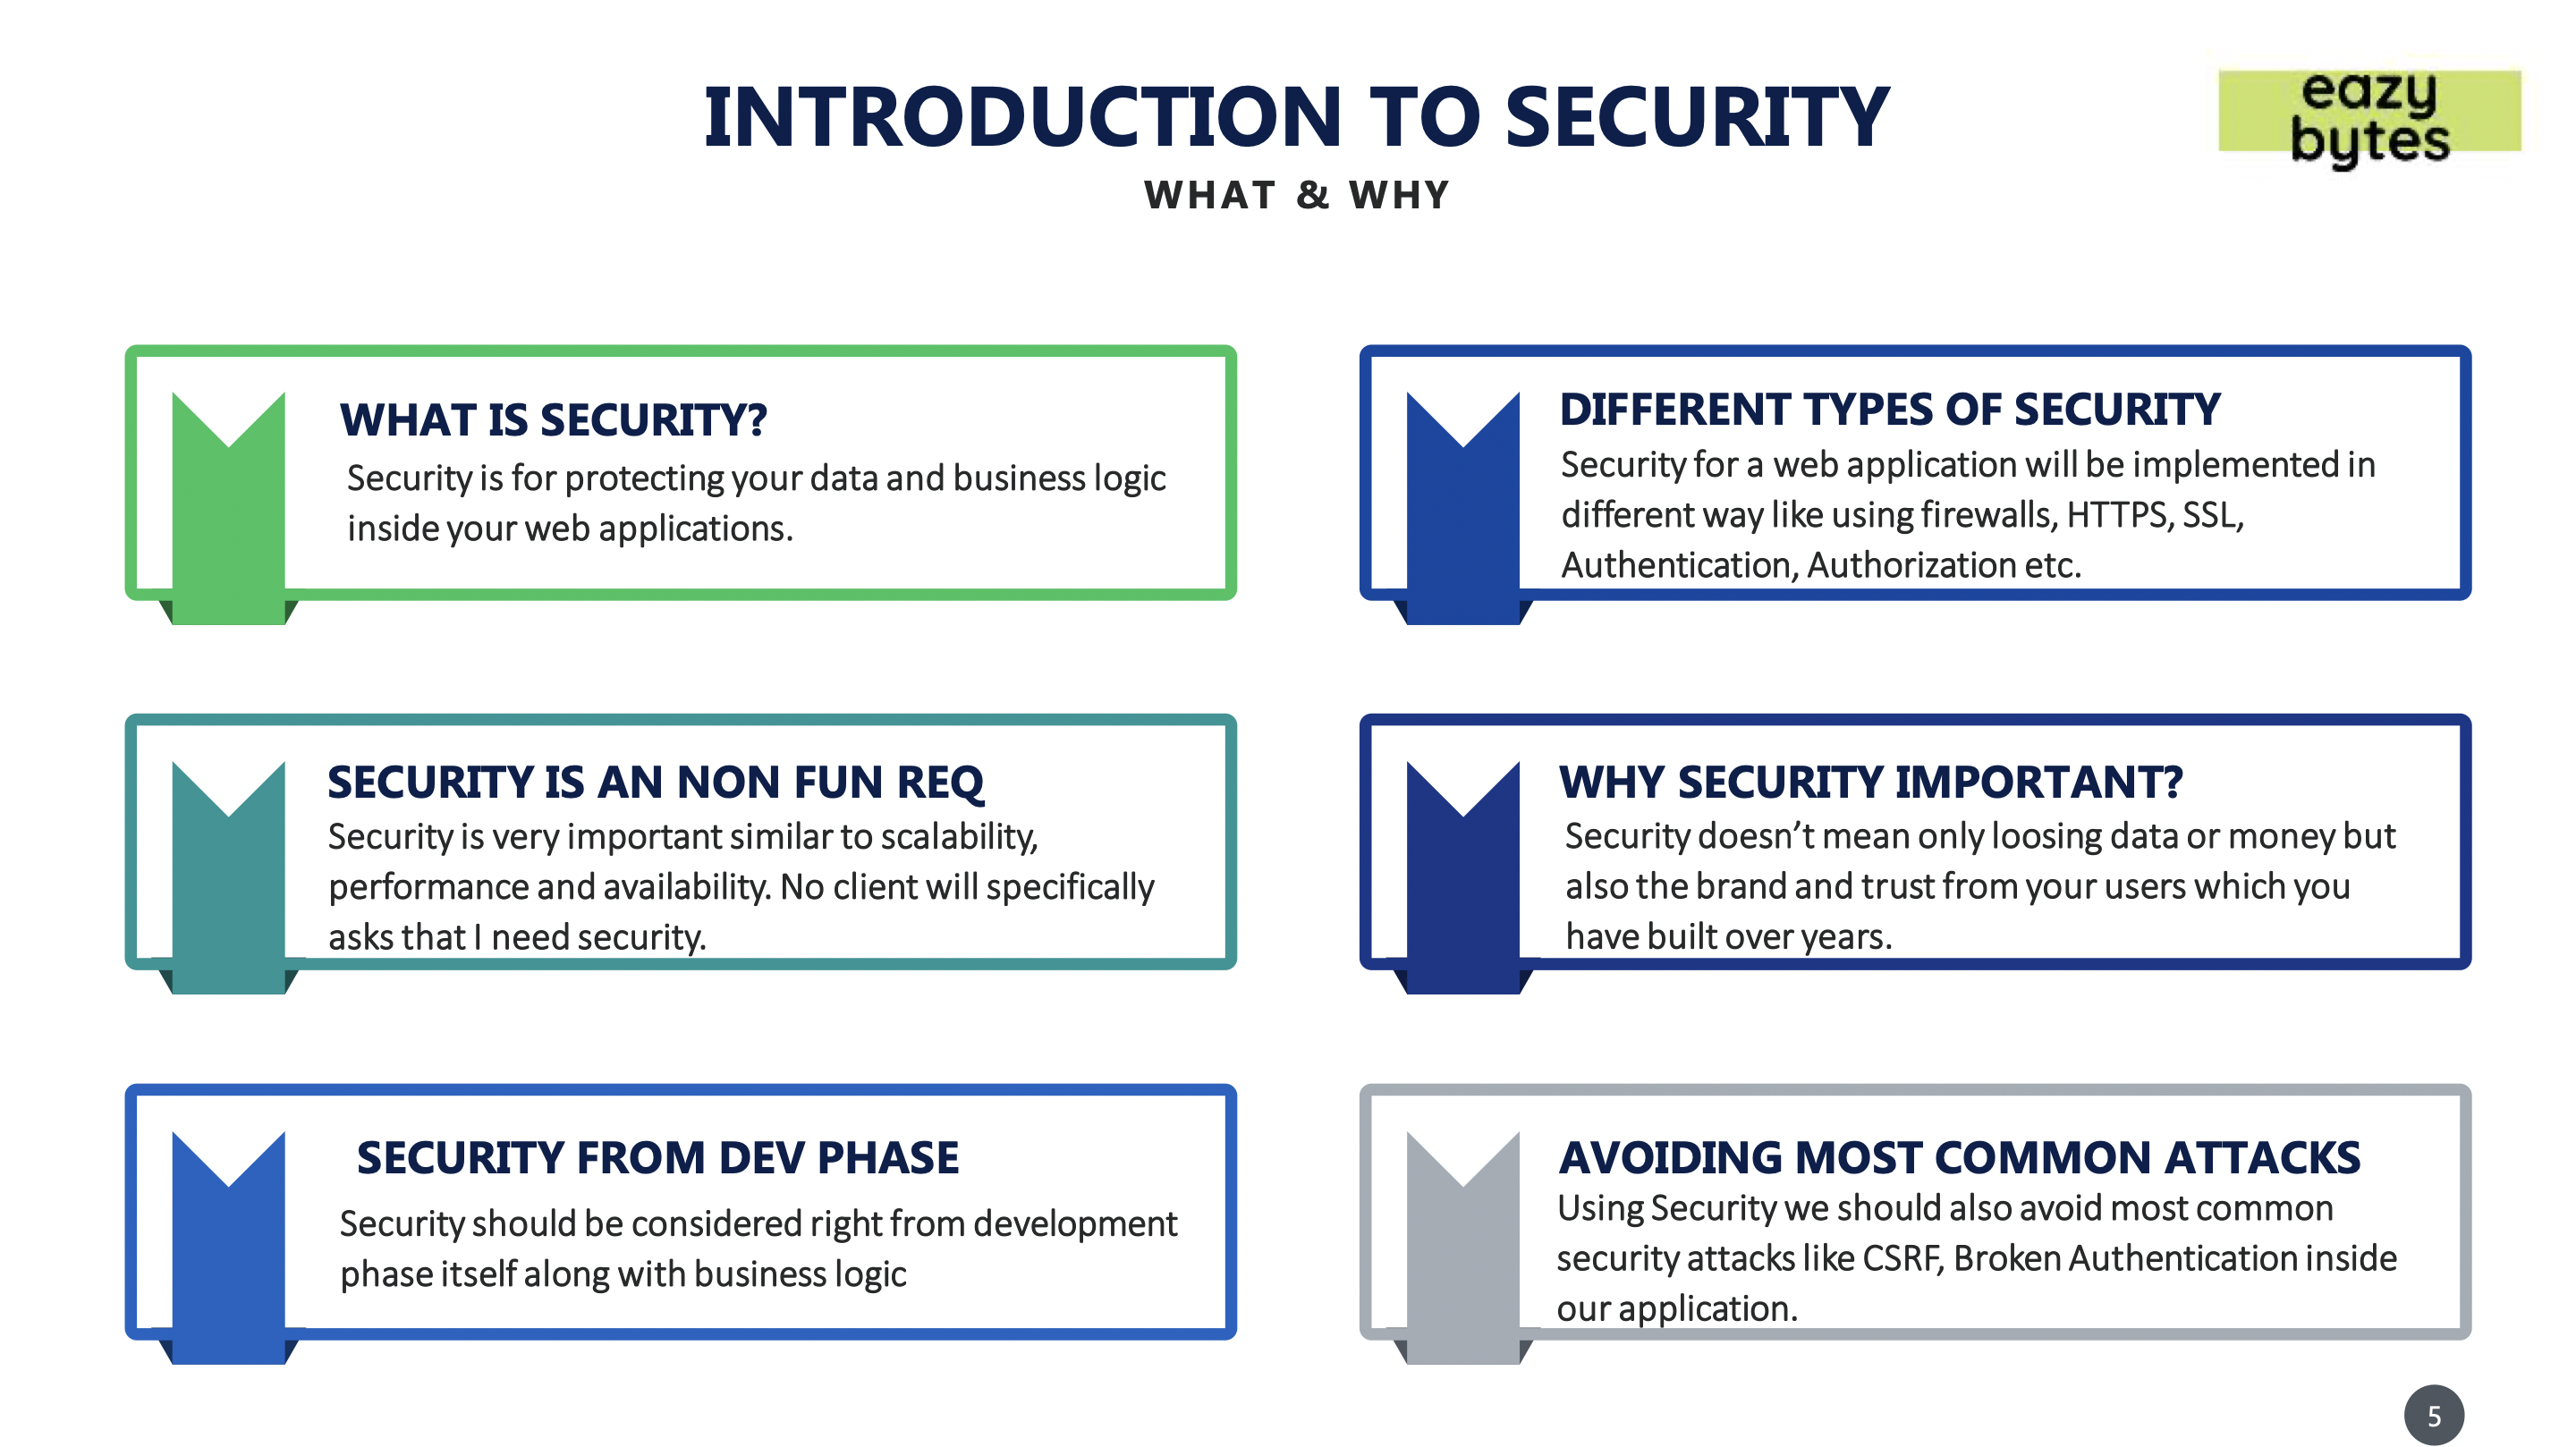 INTRODUCTION TO SECURITY
WHAT & WHY
eazy
bytes
WHAT IS SECURITY?
Security is for protecting your data and business logic
inside your web applications.
DIFFERENT TYPES OF SECURITY
Security for a web application will be implemented in
different way like using firewalls, HTTPS, SSL,
Authentication, Authorization etc.
SECURITY IS AN NON FUN REQ
Security is very important similar to scalability,
performance and availability. No client will specifically
asks that I need security.
WHY SECURITY IMPORTANT?
Security doesn’t mean only loosing data or money but
also the brand and trust from your users which you
have built over years.
SECURITY FROM DEV PHASE
Security should be considered right from development
phase itself along with business logic
AVOIDING MOST COMMON ATTACKS
Using Security we should also avoid most common
security attacks like CSRF, Broken Authentication inside
our application.
5